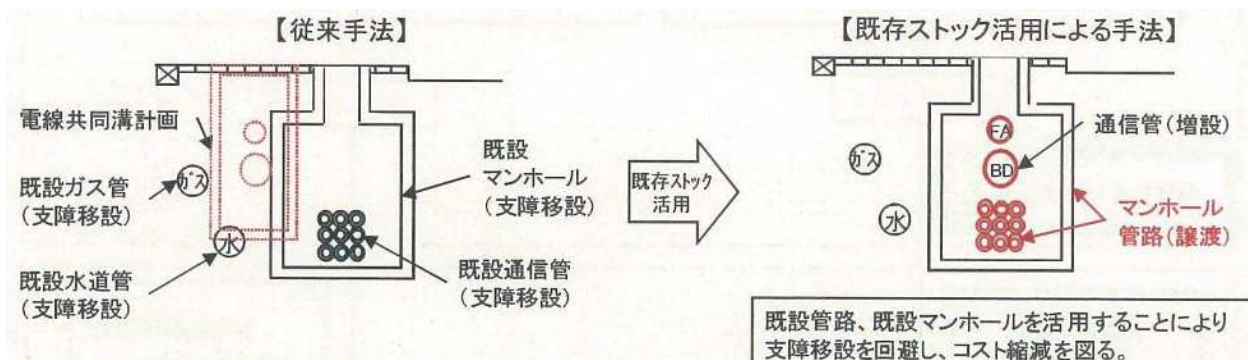 【従来手法】
電線共同溝計画
既設ガス管
(支障移設)
既設水道管
(支障移設)
ガス
水
既設
マンホール
(支障移設)
既設通信管
(支障移設)
既存ストック
活用
【既存ストック活用による手法】
ガス
水
FA
BD
通信管(増設)
マンホール
管路(譲渡)
既設管路、既設マンホールを活用することにより
支障移設を回避し、コスト縮減を図る。